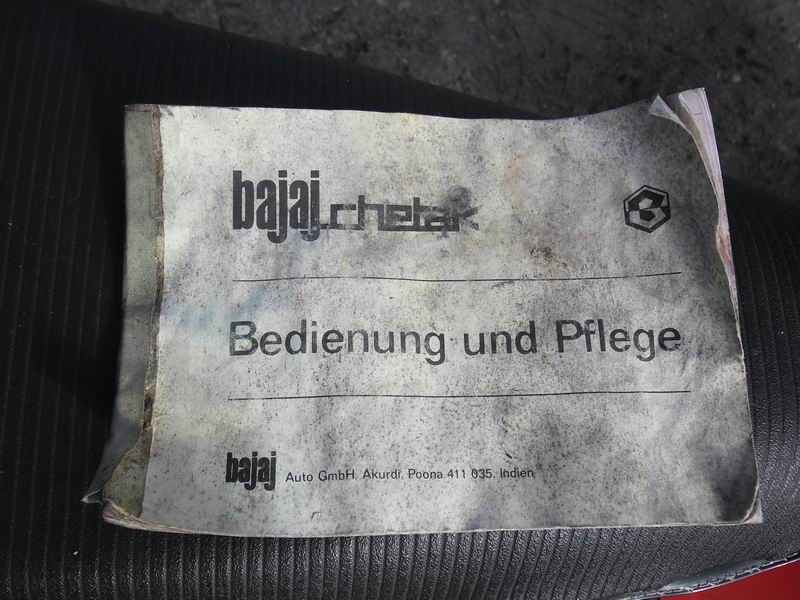 bajaj chetak
Bedienung und Pflege
bajaj Auto GmbH, Akurdi, Poona 411 035, Indien